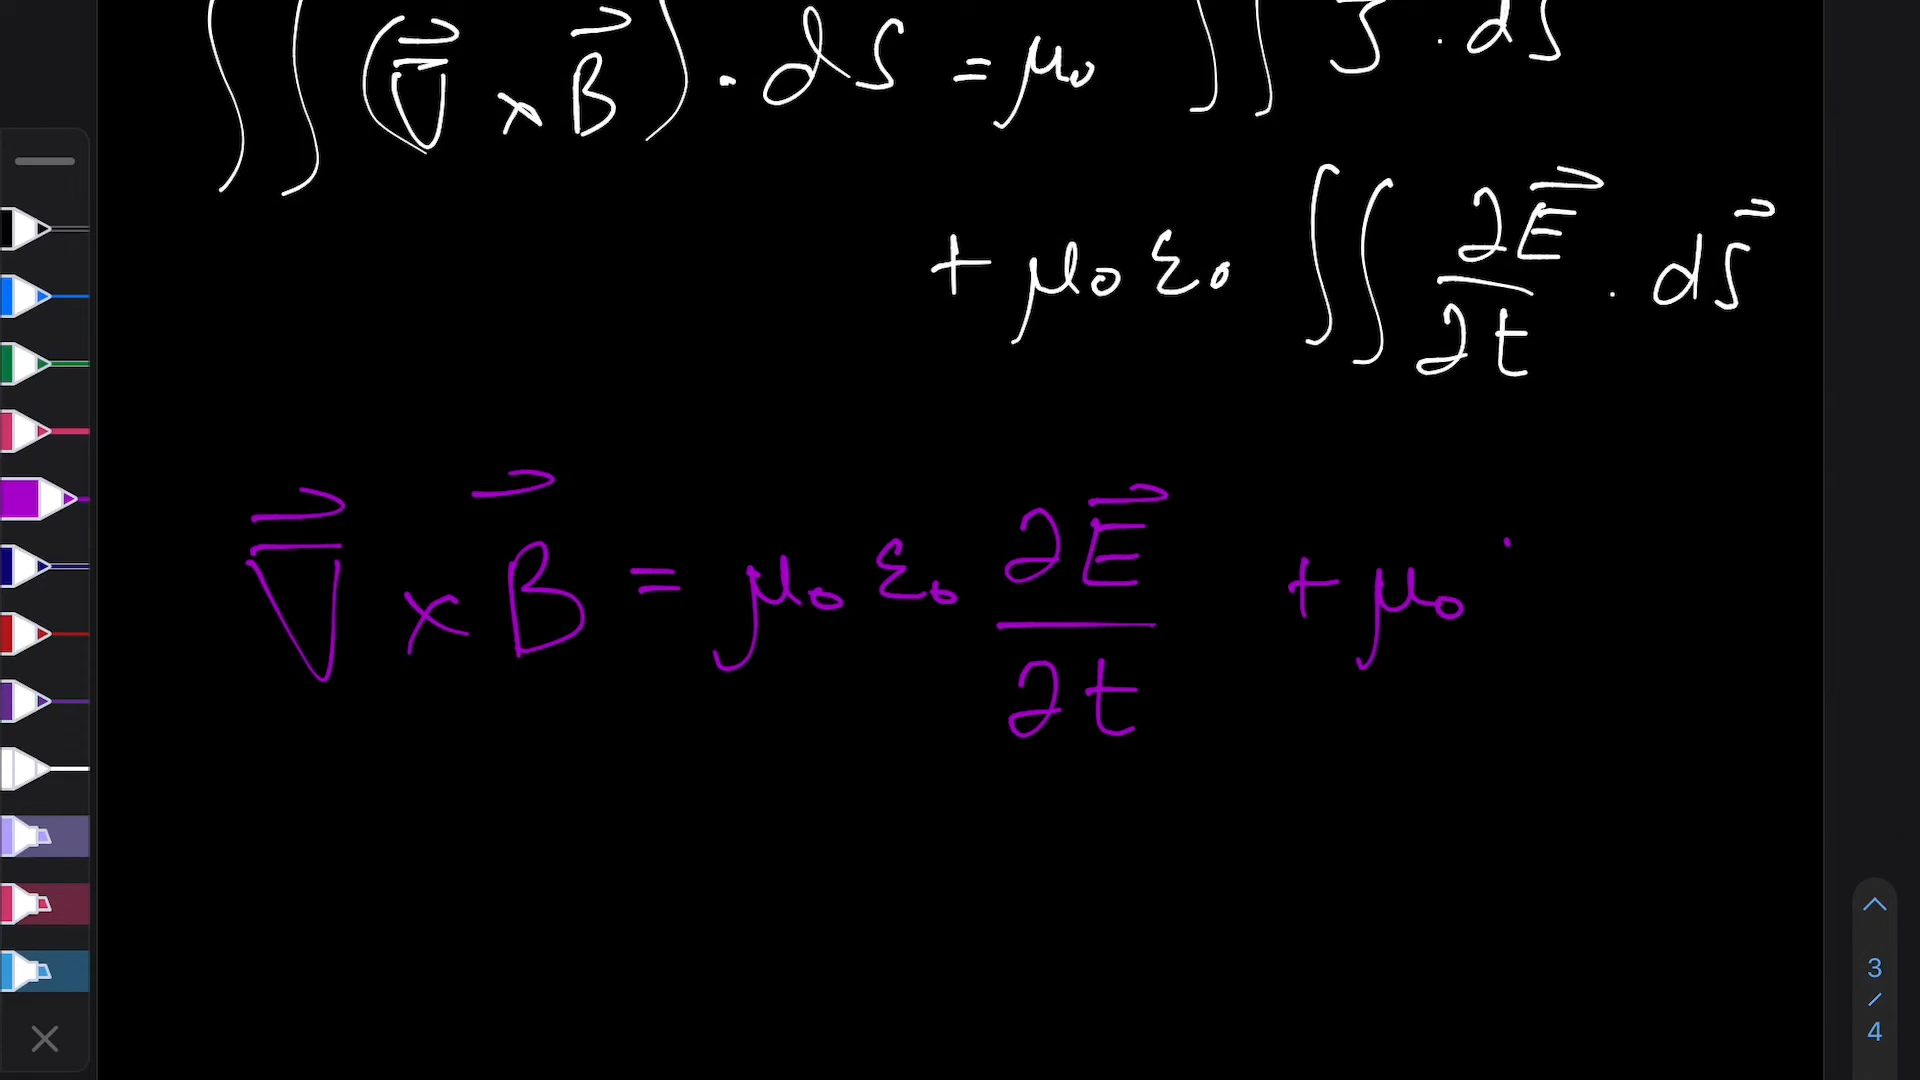 ∬ (∇⃗ × B⃗) · dS = μ₀ ∬ J · dS
+ μ₀ ε₀ ∬ ∂E⃗/∂t · dS⃗
∇⃗ × B⃗ = μ₀ ε₀ ∂E⃗/∂t + μ₀
3
/
4